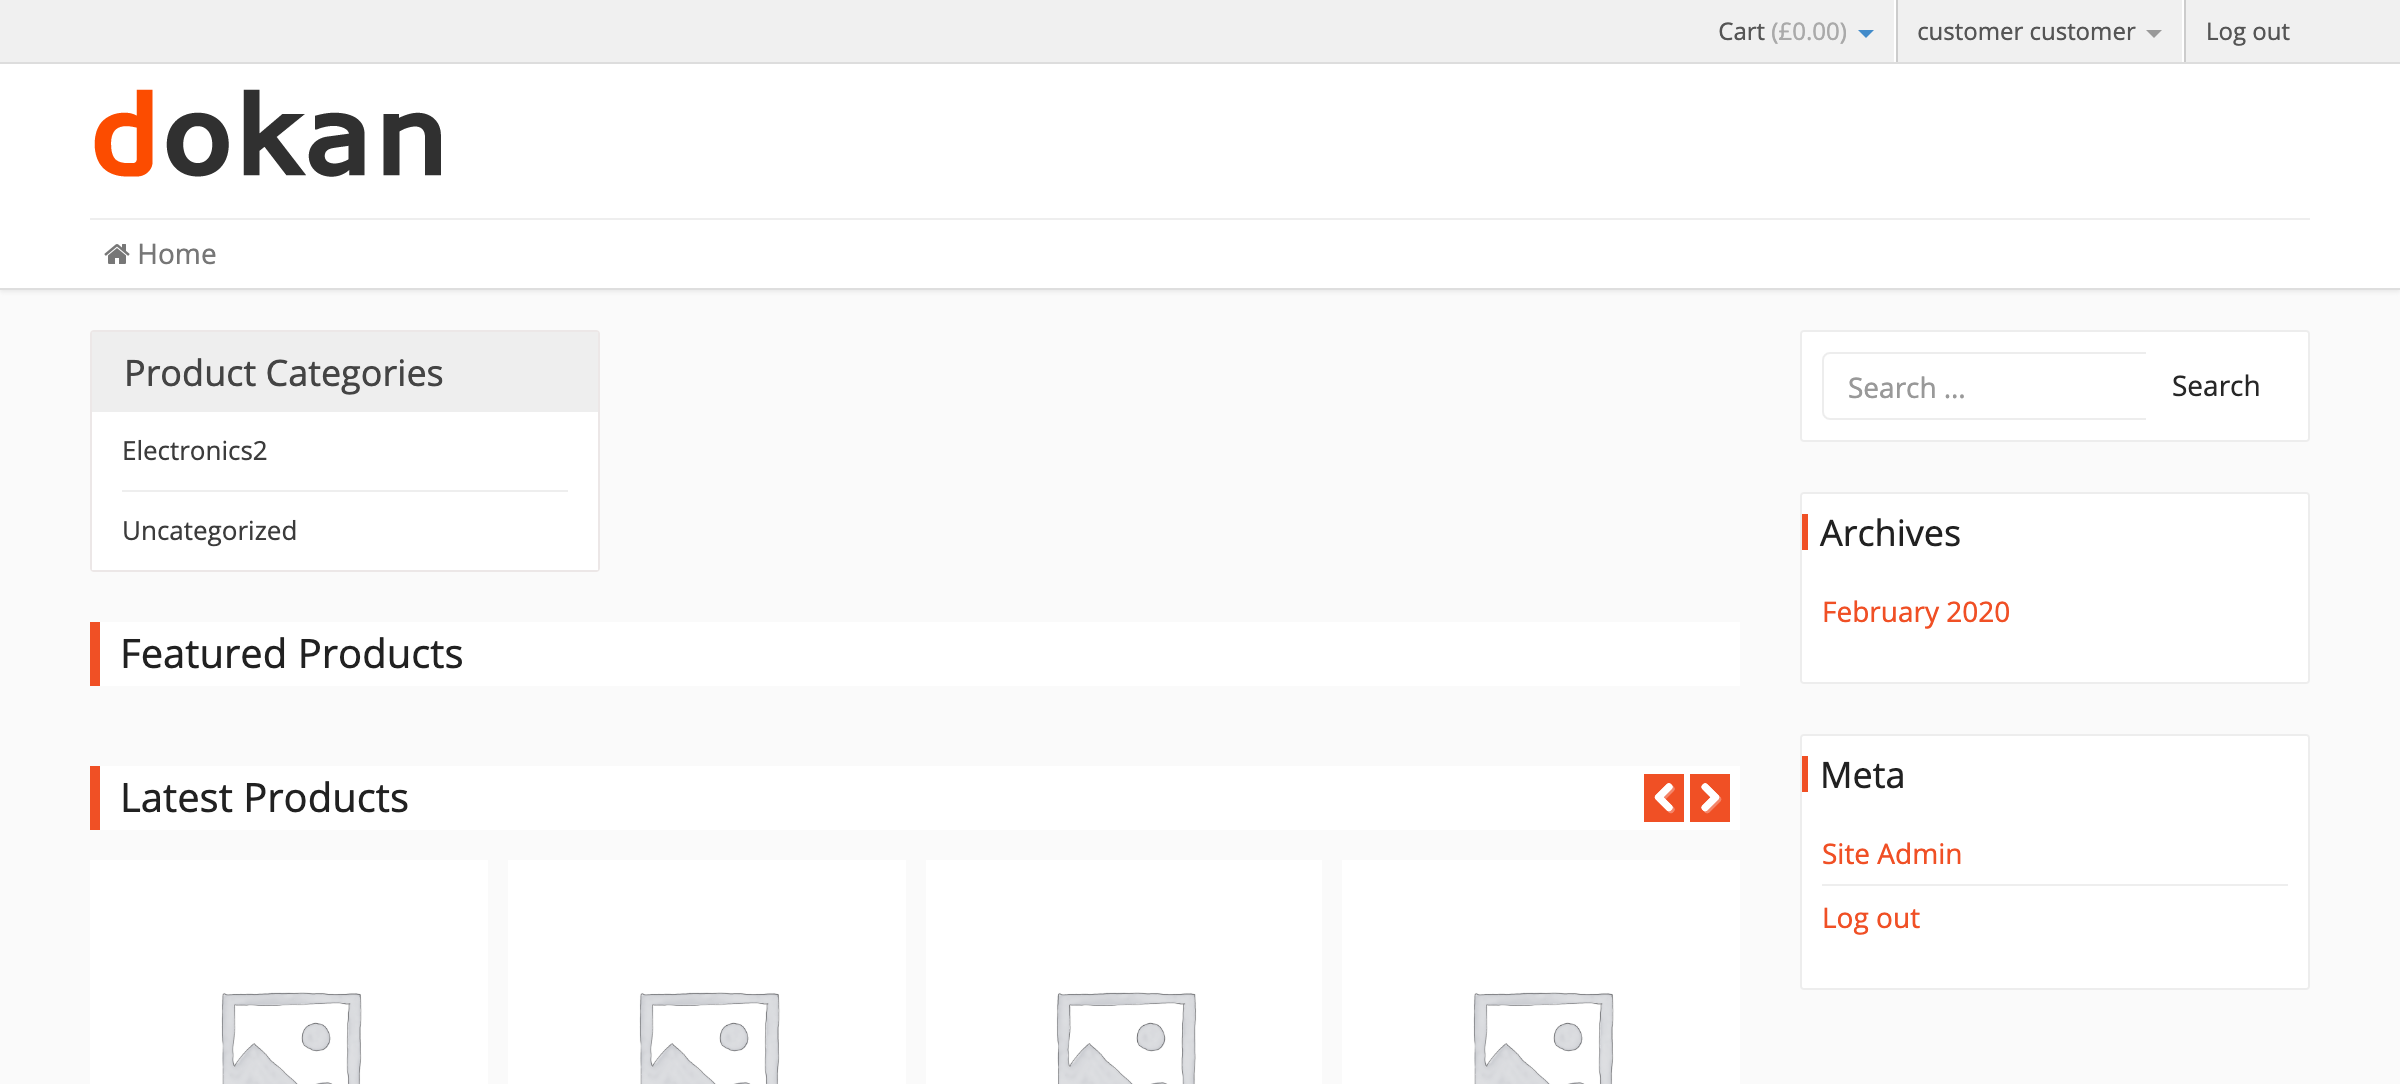 Cart (£0.00)
customer customer
Log out
dokan
Home
Product Categories
Electronics2
Uncategorized
Featured Products
Latest Products
Search ...
Search
Archives
February 2020
Meta
Site Admin
Log out